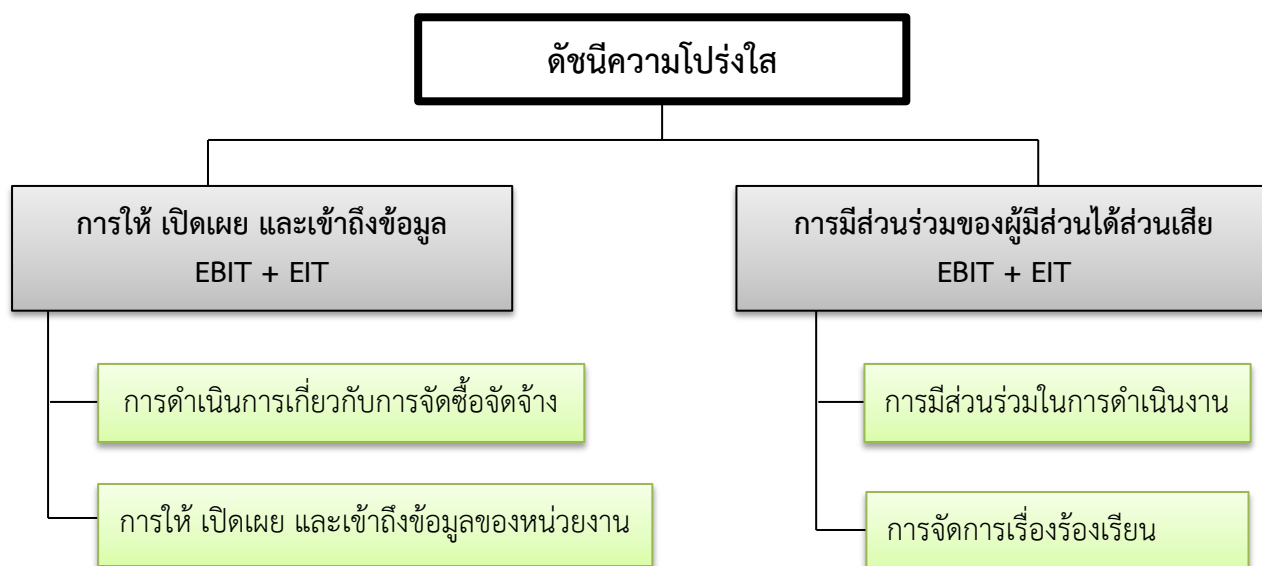 ดัชนีความโปร่งใส
การให้ เปิดเผย และเข้าถึงข้อมูล
EBIT + EIT
การดำเนินการเกี่ยวกับการจัดซื้อจัดจ้าง
การให้ เปิดเผย และเข้าถึงข้อมูลของหน่วยงาน
การมีส่วนร่วมของผู้มีส่วนได้ส่วนเสีย
EBIT + EIT
การมีส่วนร่วมในการดำเนินงาน
การจัดการเรื่องร้องเรียน